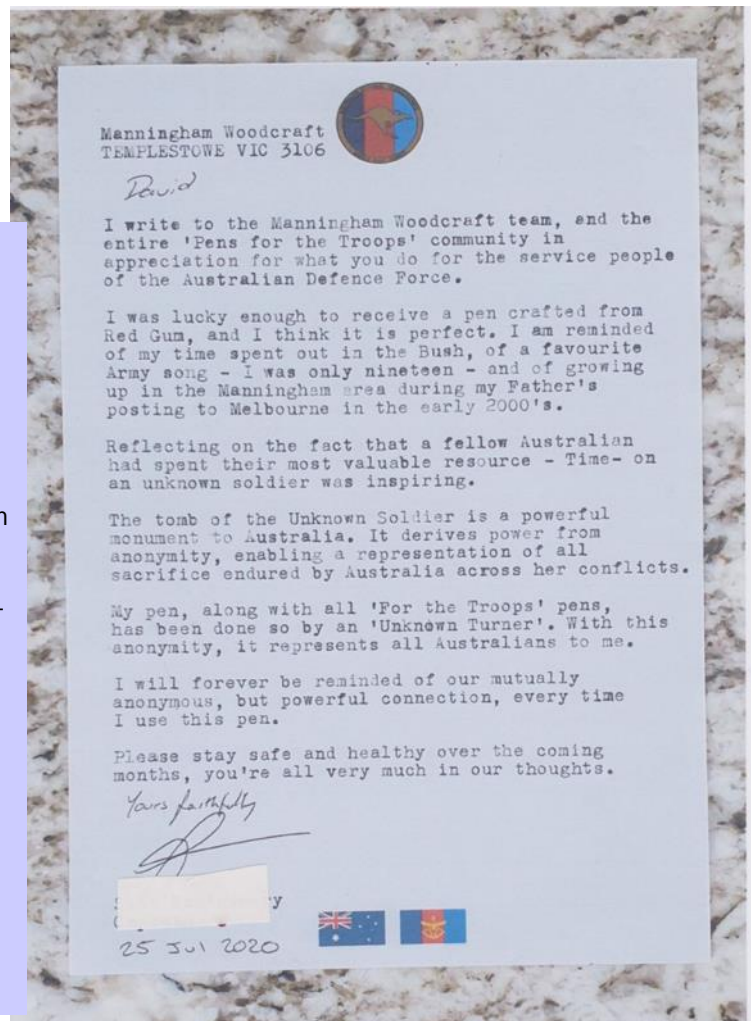 Manningham Woodcraft
TEMPLESTOWE VIC 3106
David
I write to the Manningham Woodcraft team, and the
entire 'Pens for the Troops' community in
appreciation for what you do for the service people
of the Australian Defence Force.
I was lucky enough to receive a pen crafted from
Red Gum, and I think it is perfect. I am reminded
of my time spent out in the Bush, of a favourite
Army song - I was only nineteen - and of growing
up in the Manningham area during my Father's
posting to Melbourne in the early 2000's.
Reflecting on the fact that a fellow Australian
had spent their most valuable resource - Time- on
an unknown soldier was inspiring.
The tomb of the Unknown Soldier is a powerful
monument to Australia. It derives power from
anonymity, enabling a representation of all
sacrifice endured by Australia across her conflicts.
My pen, along with all 'For the Troops' pens,
has been done so by an 'Unknown Turner'. With this
anonymity, it represents all Australians to me.
I will forever be reminded of our mutually
anonymous, but powerful connection, every time
I use this pen.
Please stay safe and healthy over the coming
months, you're all very much in our thoughts.
Yours faithfully
25 Jul 2020